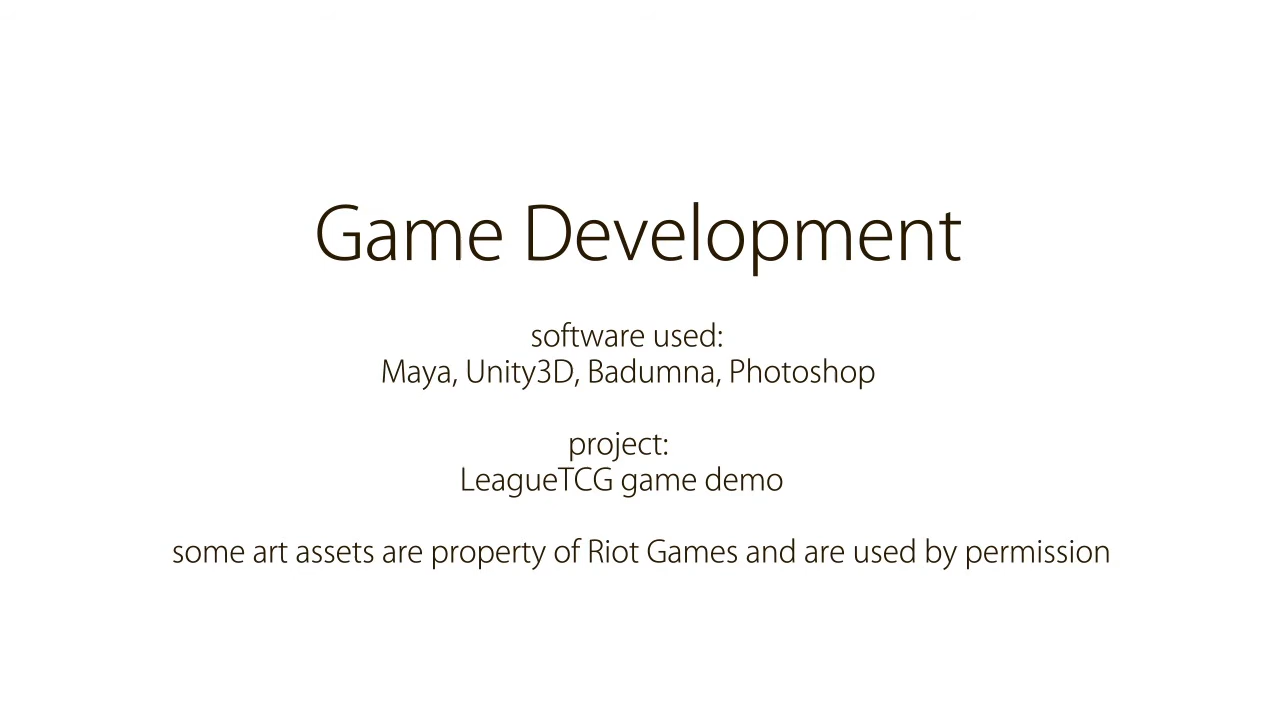 Game Development
software used:
Maya, Unity3D, Badumna, Photoshop
project:
LeagueTCG game demo
some art assets are property of Riot Games and are used by permission